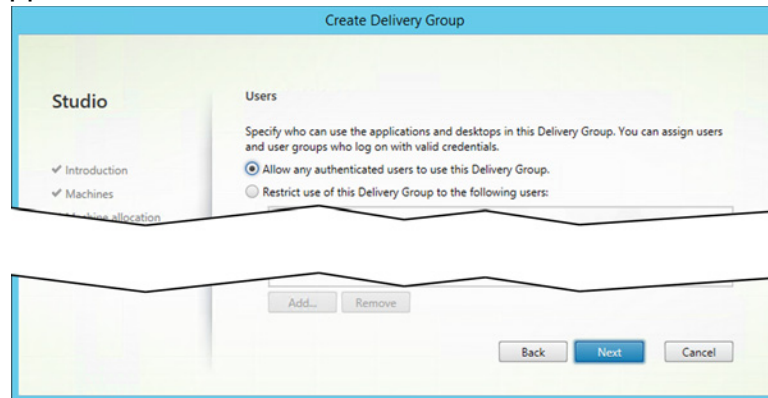 Create Delivery Group
Studio
Introduction
Machines
Machine allocation
Users
Specify who can use the applications and desktops in this Delivery Group. You can assign users
and user groups who log on with valid credentials.
Allow any authenticated users to use this Delivery Group.
Restrict use of this Delivery Group to the following users:
Add...
Remove
Back
Next
Cancel